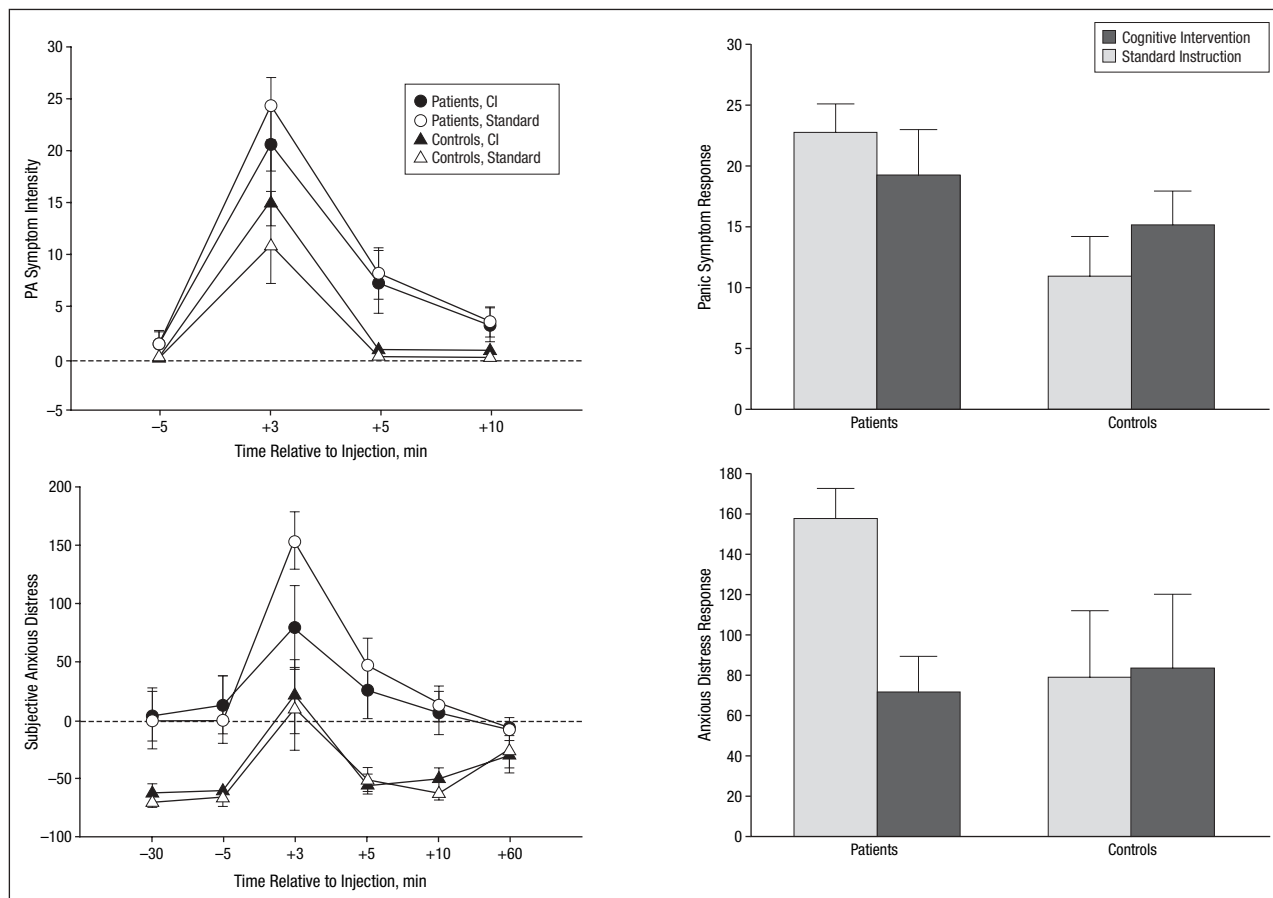 30
25
20
15
10
5
0
−5
PA Symptom Intensity
Patients, CI
Patients, Standard
Controls, CI
Controls, Standard
−5
+3
+5
+10
Time Relative to Injection, min
30
25
20
15
10
5
0
Panic Symptom Response
Cognitive Intervention
Standard Instruction
Patients
Controls
200
150
100
50
0
−50
−100
Subjective Anxious Distress
−30
−5
+3
+5
+10
+60
Time Relative to Injection, min
180
160
140
120
100
80
60
40
20
0
Anxious Distress Response
Patients
Controls